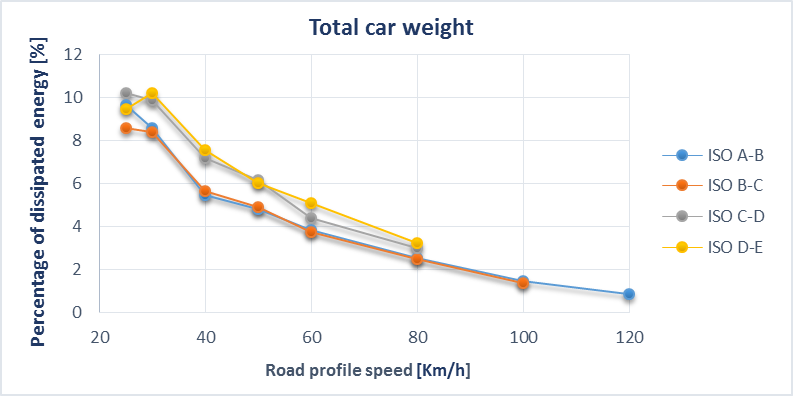 Total car weight
Percentage of dissipated energy [%]
12
10
8
6
4
2
0
20
40
60
80
100
120
Road profile speed [Km/h]
ISO A-B
ISO B-C
ISO C-D
ISO D-E